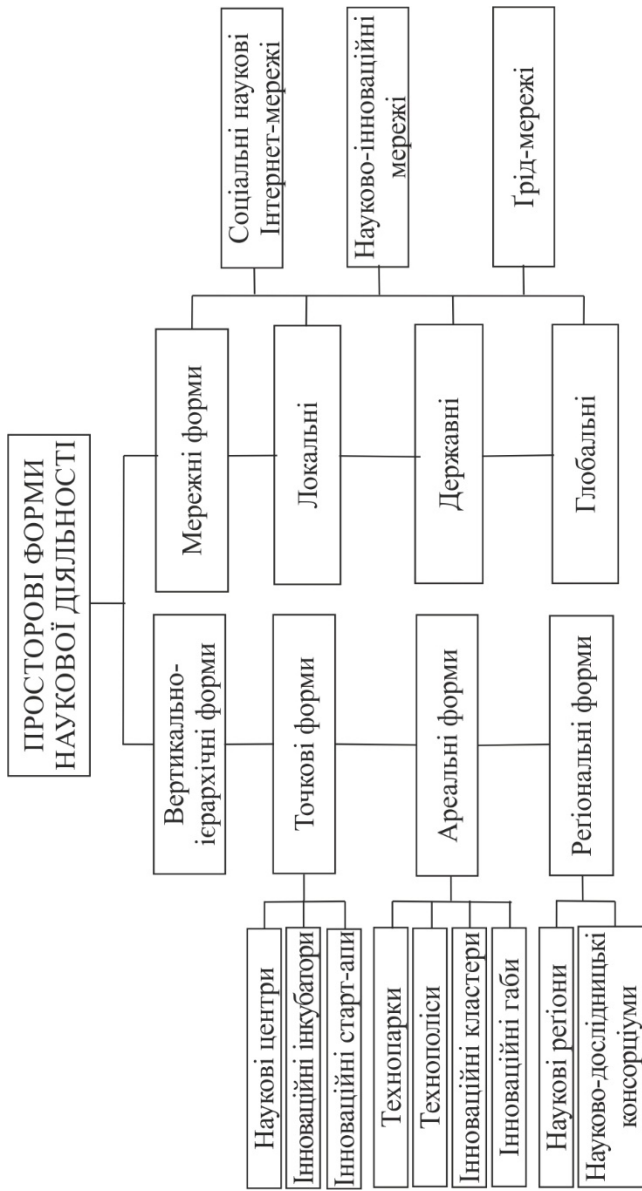 ПРОСТОРОВІ ФОРМИ
НАУКОВОЇ ДІЯЛЬНОСТІ
Вертикально-
ієрархічні форми
Мережні форми
Точкові форми
Наукові центри
Інноваційні інкубатори
Інноваційні старт-апи
Ареальні форми
Технопарки
Технополіси
Інноваційні кластери
Інноваційні габи
Регіональні форми
Наукові регіони
Науково-дослідницькі
консорціуми
Локальні
Державні
Глобальні
Соціальні наукові
Інтернет-мережі
Науково-інноваційні
мережі
Ґрід-мережі